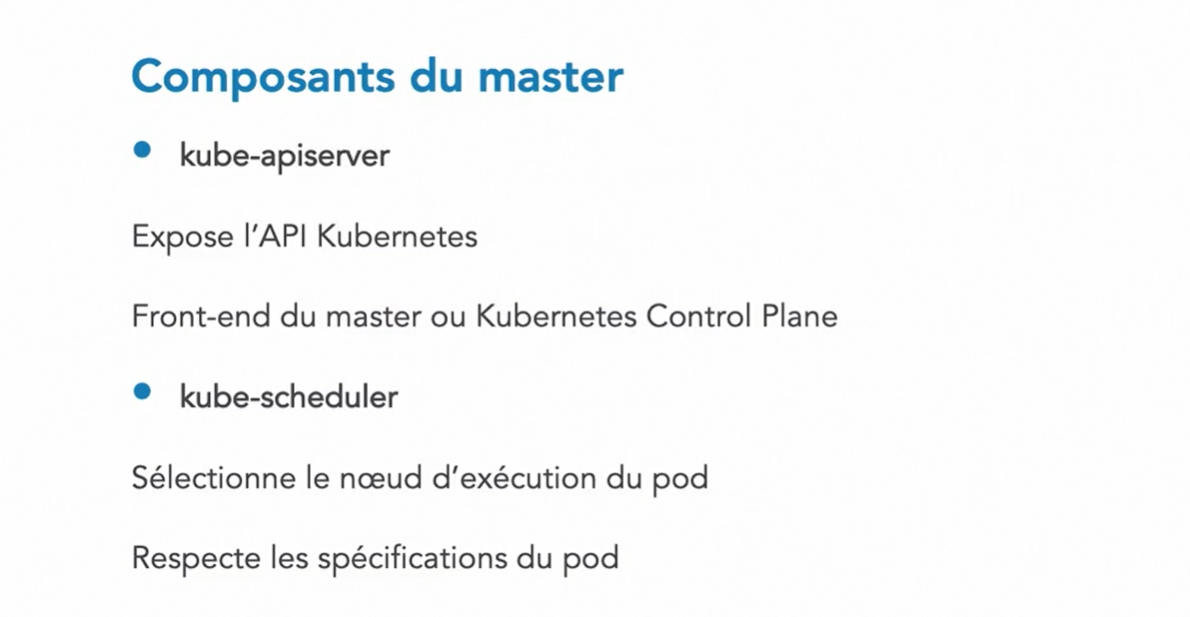 Composants du master
• kube-apiserver
Expose l’API Kubernetes
Front-end du master ou Kubernetes Control Plane
• kube-scheduler
Sélectionne le nœud d’exécution du pod
Respecte les spécifications du pod